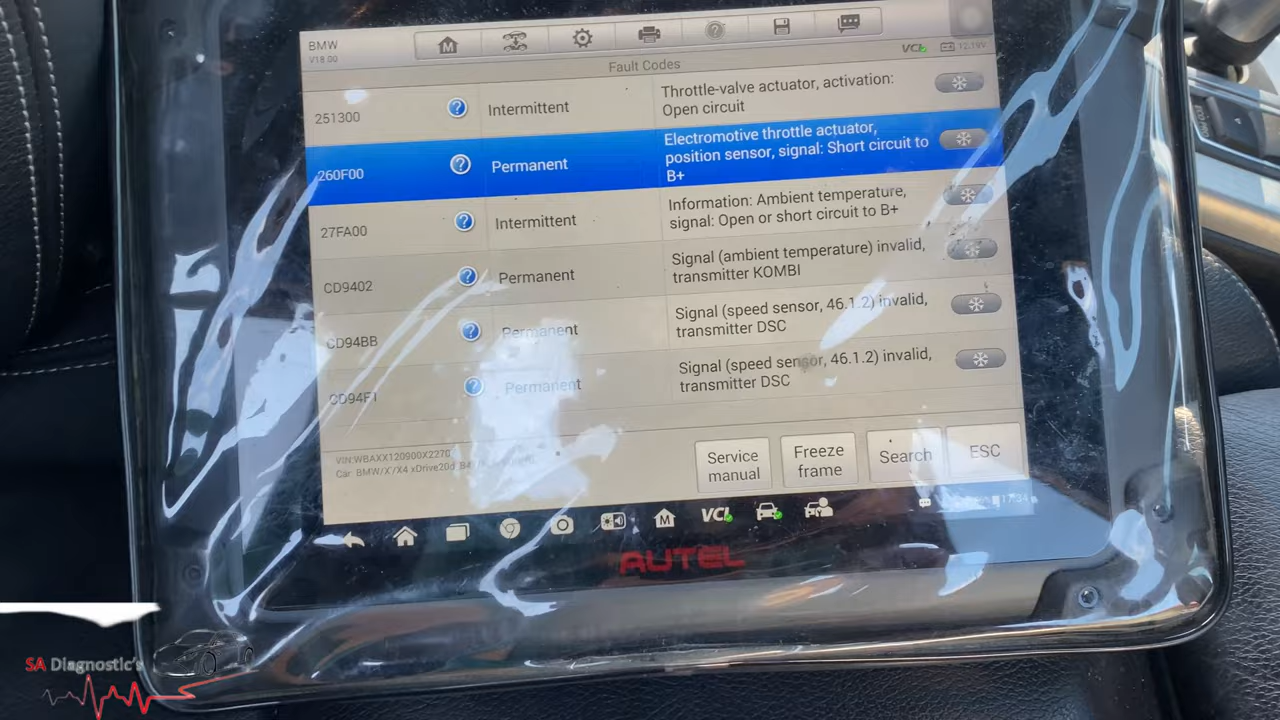 BMW
V18.00
VCI 12.19V
Fault Codes
251300 Intermittent Throttle-valve actuator, activation:
Open circuit
260F00 Permanent Electromotive throttle actuator,
position sensor, signal: Short circuit to
B+
27FA00 Intermittent Information: Ambient temperature,
signal: Open or short circuit to B+
CD9402 Permanent Signal (ambient temperature) invalid,
transmitter KOMBI
CD94BB Permanent Signal (speed sensor, 46.1.2) invalid,
transmitter DSC
CD94F1 Permanent Signal (speed sensor, 46.1.2) invalid,
transmitter DSC
VIN:WBAXX120900X2270
Car: BMW/X'/X4 xDrive20d_B4
Service
manual
Freeze
frame
Search
ESC
M VCI
17:34
AUTEL
SA Diagnostic's